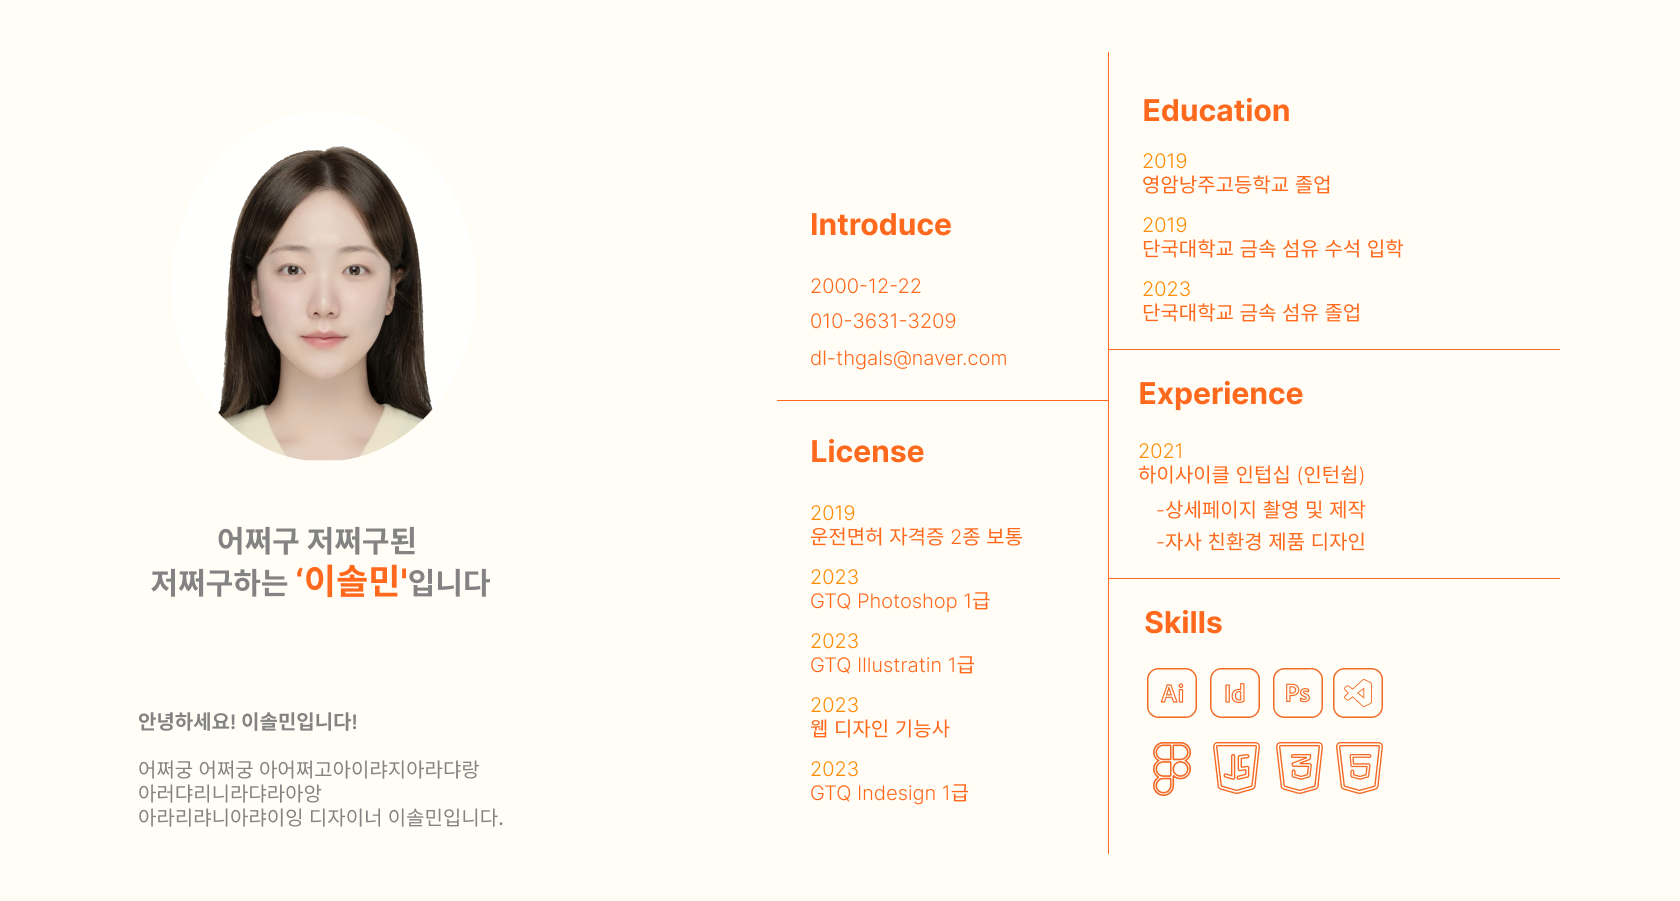 어쩌구 저쩌구된
저쩌구하는 ‘이솔민'입니다
안녕하세요! 이솔민입니다!
어쩌궁 어쩌궁 아어쩌고아이랴지아라댜랑
아러댜리니라댜라아앙
아라리랴니아랴이잉 디자이너 이솔민입니다.
Introduce
2000-12-22
010-3631-3209
dl-thgals@naver.com
License
2019
운전면허 자격증 2종 보통
2023
GTQ Photoshop 1급
2023
GTQ Illustratin 1급
2023
웹 디자인 기능사
2023
GTQ Indesign 1급
Education
2019
영암낭주고등학교 졸업
2019
단국대학교 금속 섬유 수석 입학
2023
단국대학교 금속 섬유 졸업
Experience
2021
하이사이클 인텁십 (인턴쉽)
-상세페이지 촬영 및 제작
-자사 친환경 제품 디자인
Skills
Ai Id Ps
JS 3 5